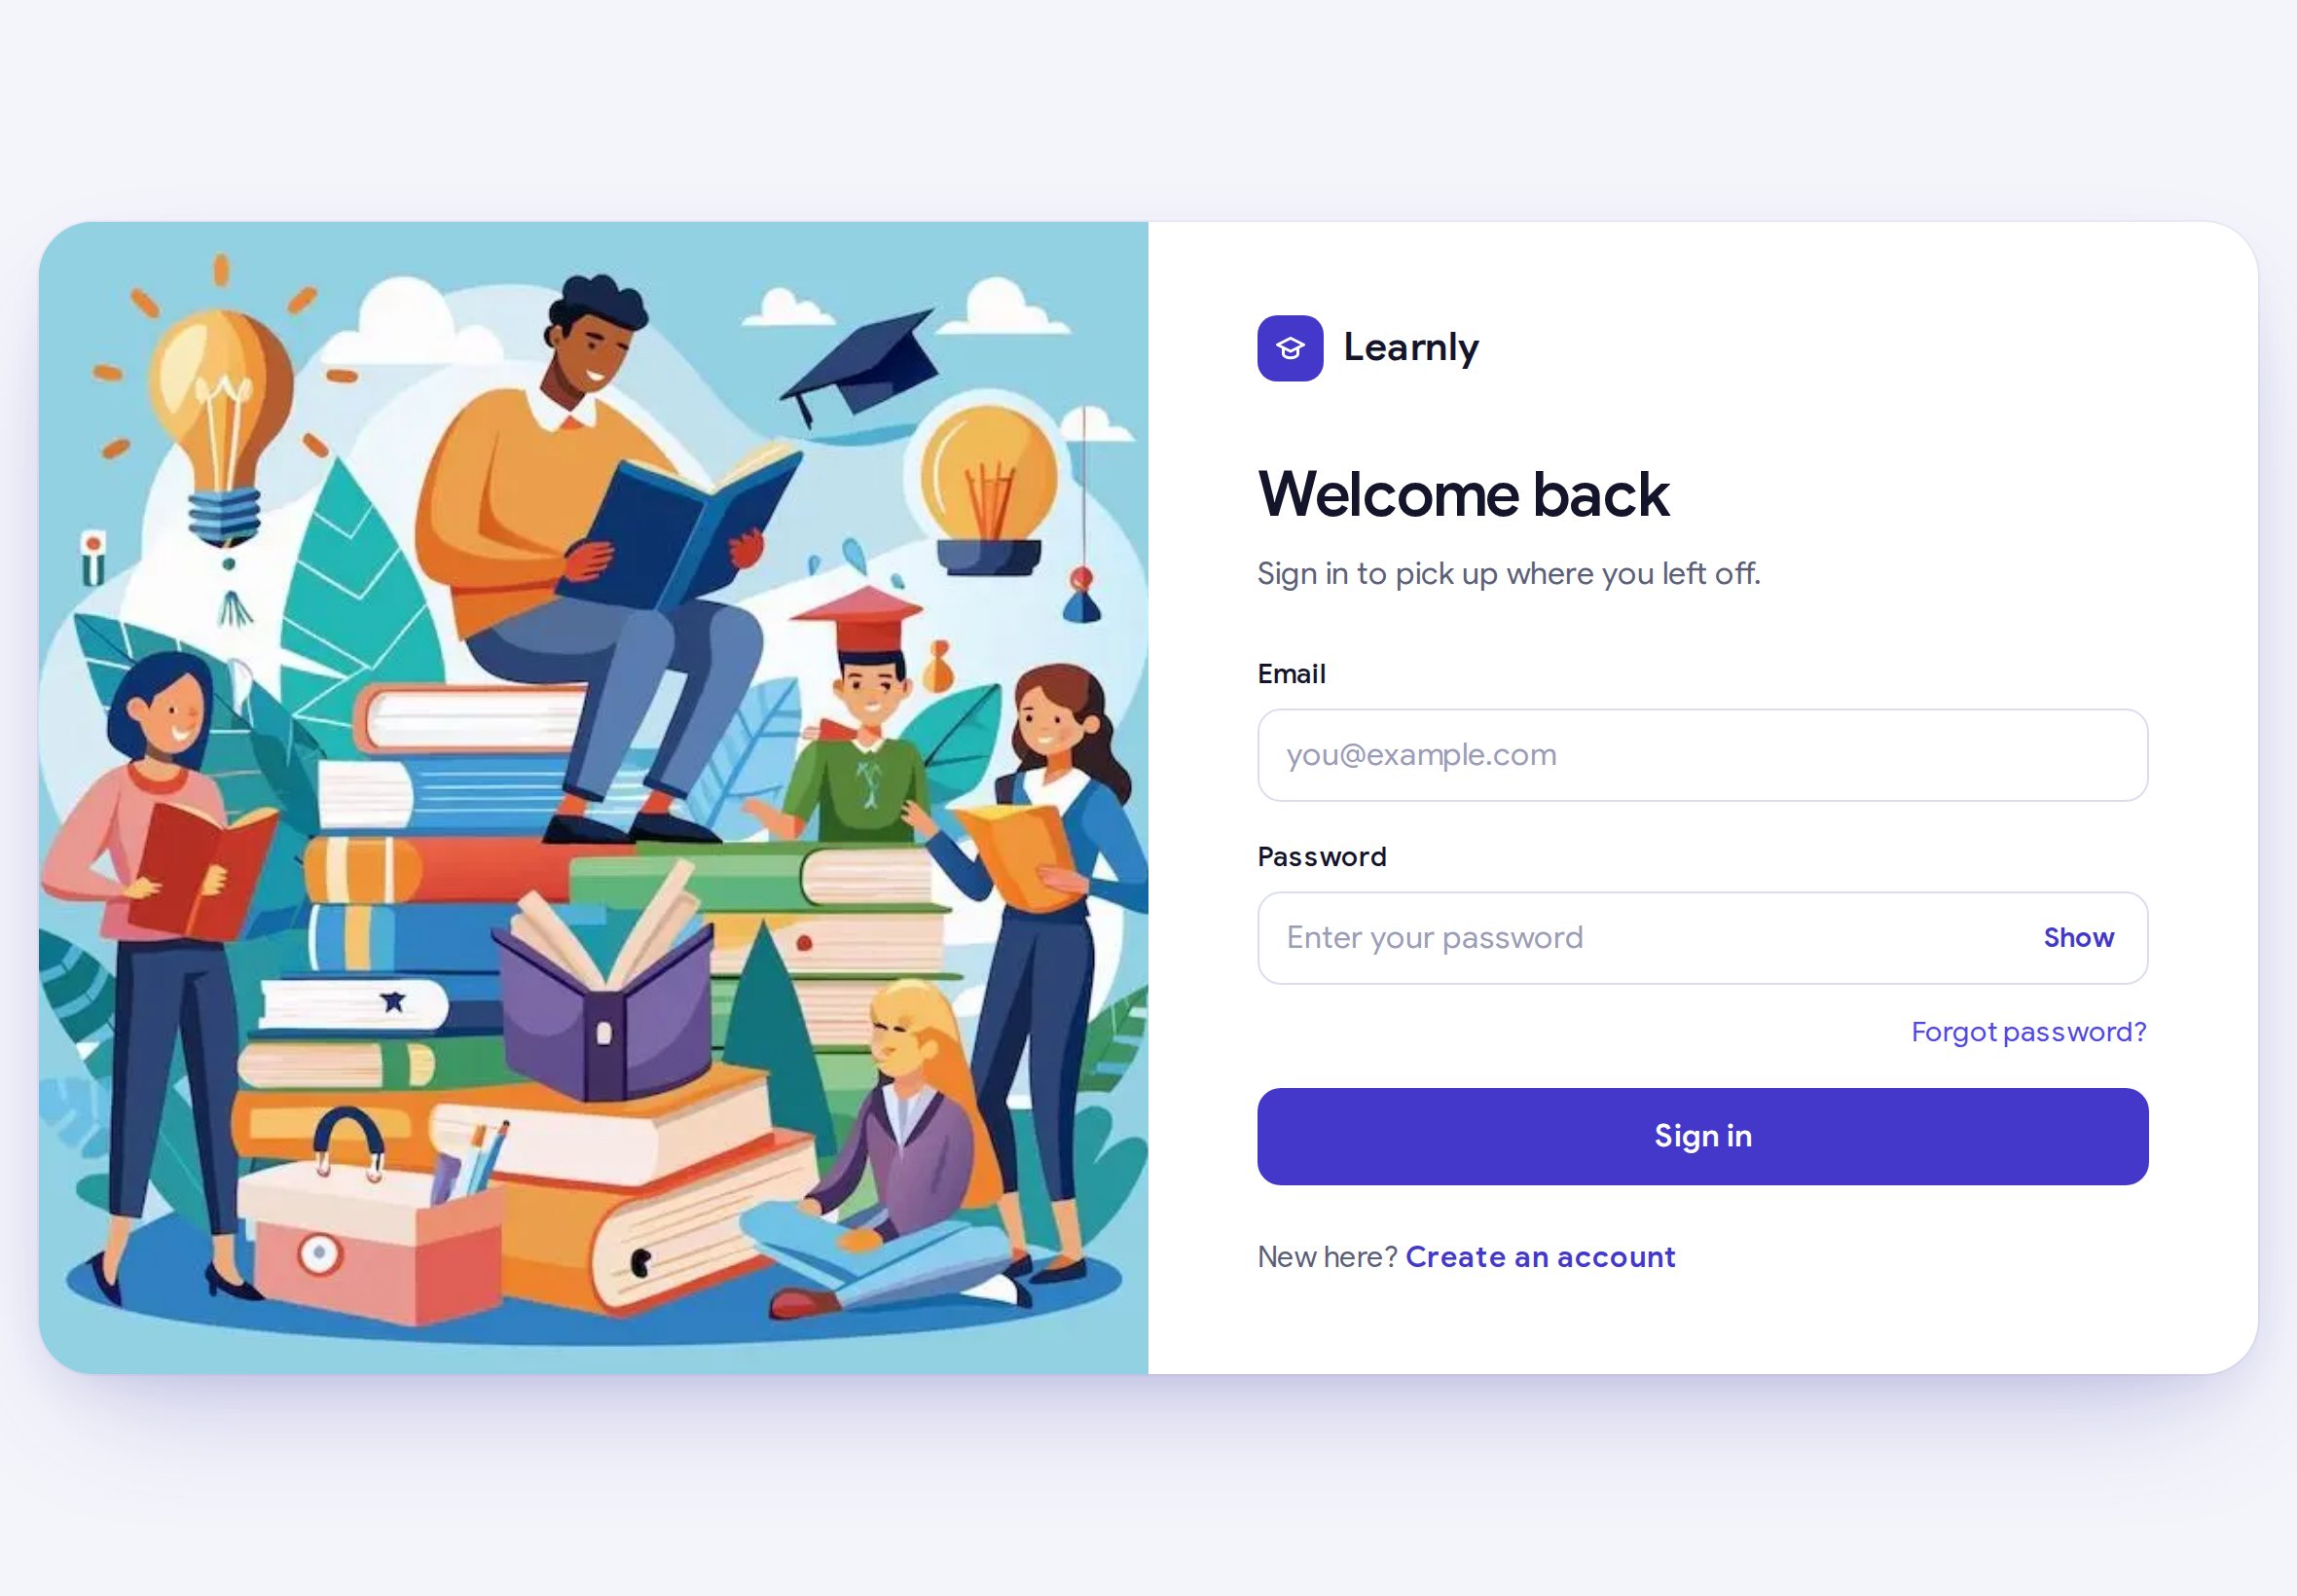 Learnly
Welcome back
Sign in to pick up where you left off.
Email
you@example.com
Password
Enter your password
Show
Forgot password?
Sign in
New here? Create an account